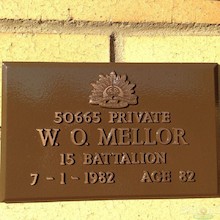 50665 PRIVATE
W. O. MELLOR
15 BATTALION
7 - 1 - 1982 AGE 82